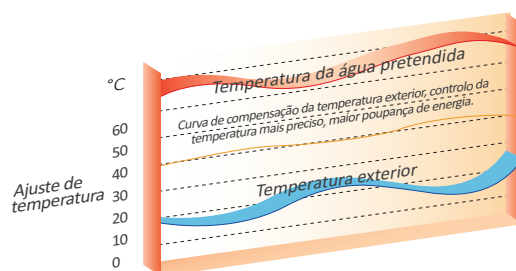 °C
Temperatura da água pretendida
Curva de compensação da temperatura exterior, controlo da
temperatura mais preciso, maior poupança de energia.
60
50
40
Ajuste de
temperatura
30
20
10
0
Temperatura exterior